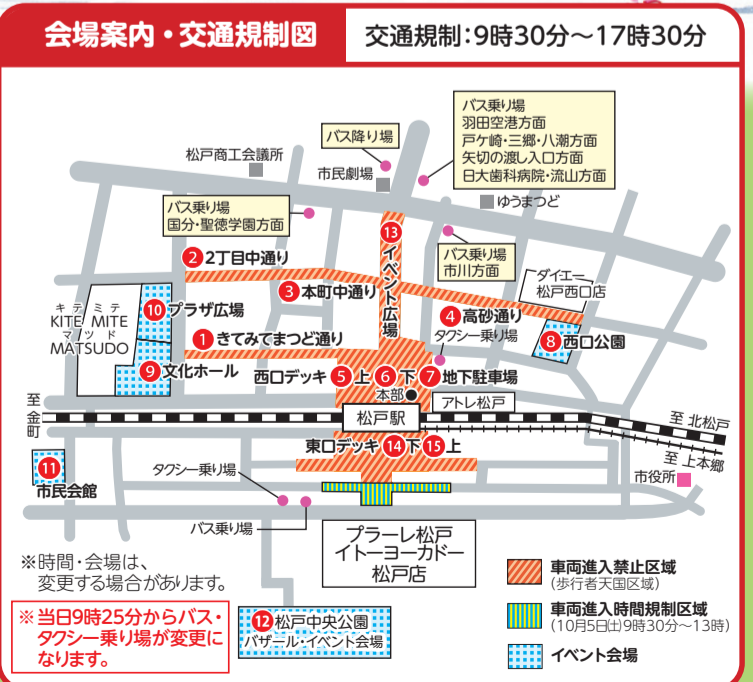 会場案内・交通規制図
交通規制:9時30分～17時30分
バス乗り場
羽田空港方面
戸ケ崎・三郷・八潮方面
矢切の渡し入口方面
日大歯科病院・流山方面
バス降り場
松戸商工会議所
市民劇場
ゆうまつど
バス乗り場
国分・聖徳学園方面
13 イベント広場
バス乗り場
市川方面
2 2丁目中通り
ダイエー
松戸西口店
3 本町中通り
キテミテマツド
KITE MITE
MATSUDO
10 プラザ広場
4 高砂通り
タクシー乗り場
1 きてみてまつど通り
8 西口公園
9 文化ホール
西口デッキ 5 上 6 下 7 地下駐車場
本部
アトレ松戸
至金町
松戸駅
至 北松戸
至 上本郷
東口デッキ 14 下 15 上
11
市民会館
タクシー乗り場
市役所
バス乗り場
プラーレ松戸
イトーヨーカドー
松戸店
※時間・会場は、
変更する場合があります。
※当日9時25分からバス・
タクシー乗り場が変更に
なります。
12 松戸中央公園
バザール・イベント会場
車両進入禁止区域
(歩行者天国区域)
車両進入時間規制区域
(10月5日(土)9時30分～13時)
イベント会場